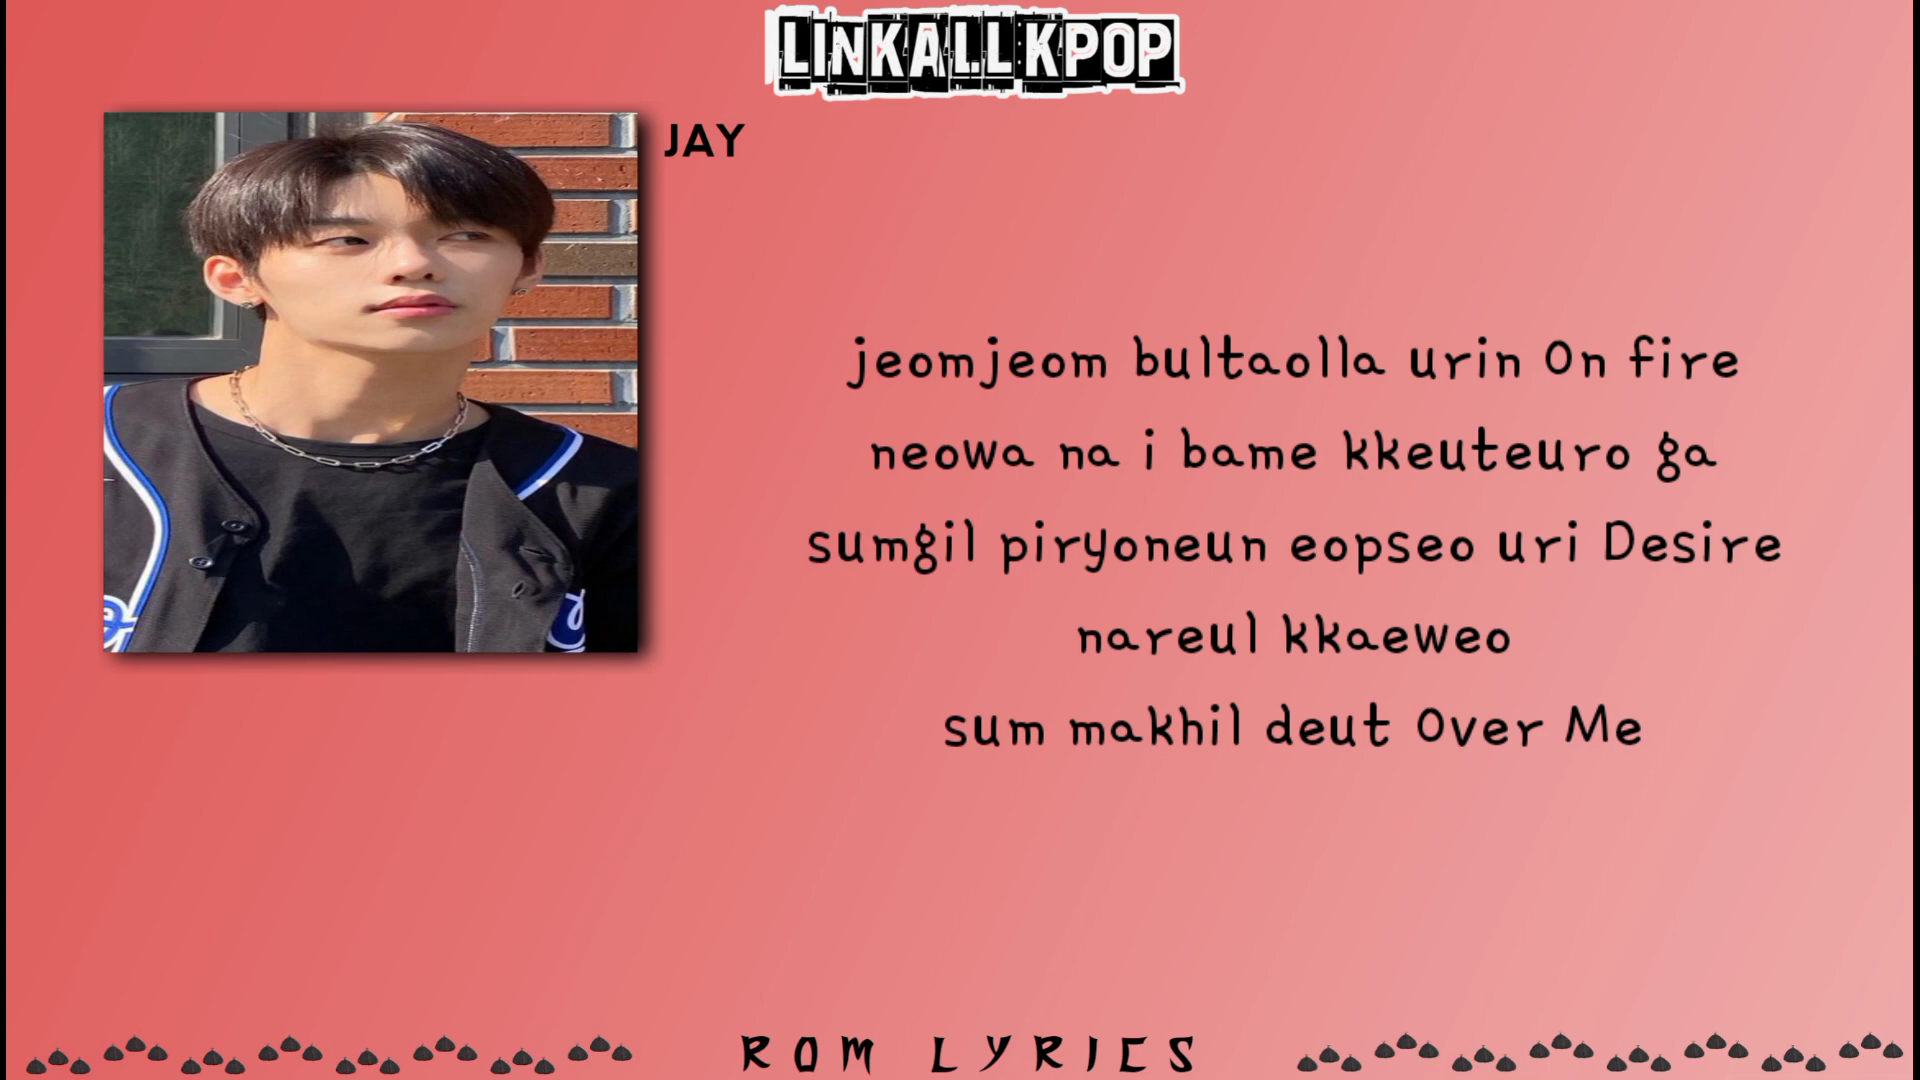 LINKALLKPOP
JAY
jeomjeom bultaolla urin On fire
neowa na i bame kkeuteuro ga
sumgil piryoneun eopseo uri Desire
nareul kkaeweo
sum makhil deut Over Me
ROM LYRICS